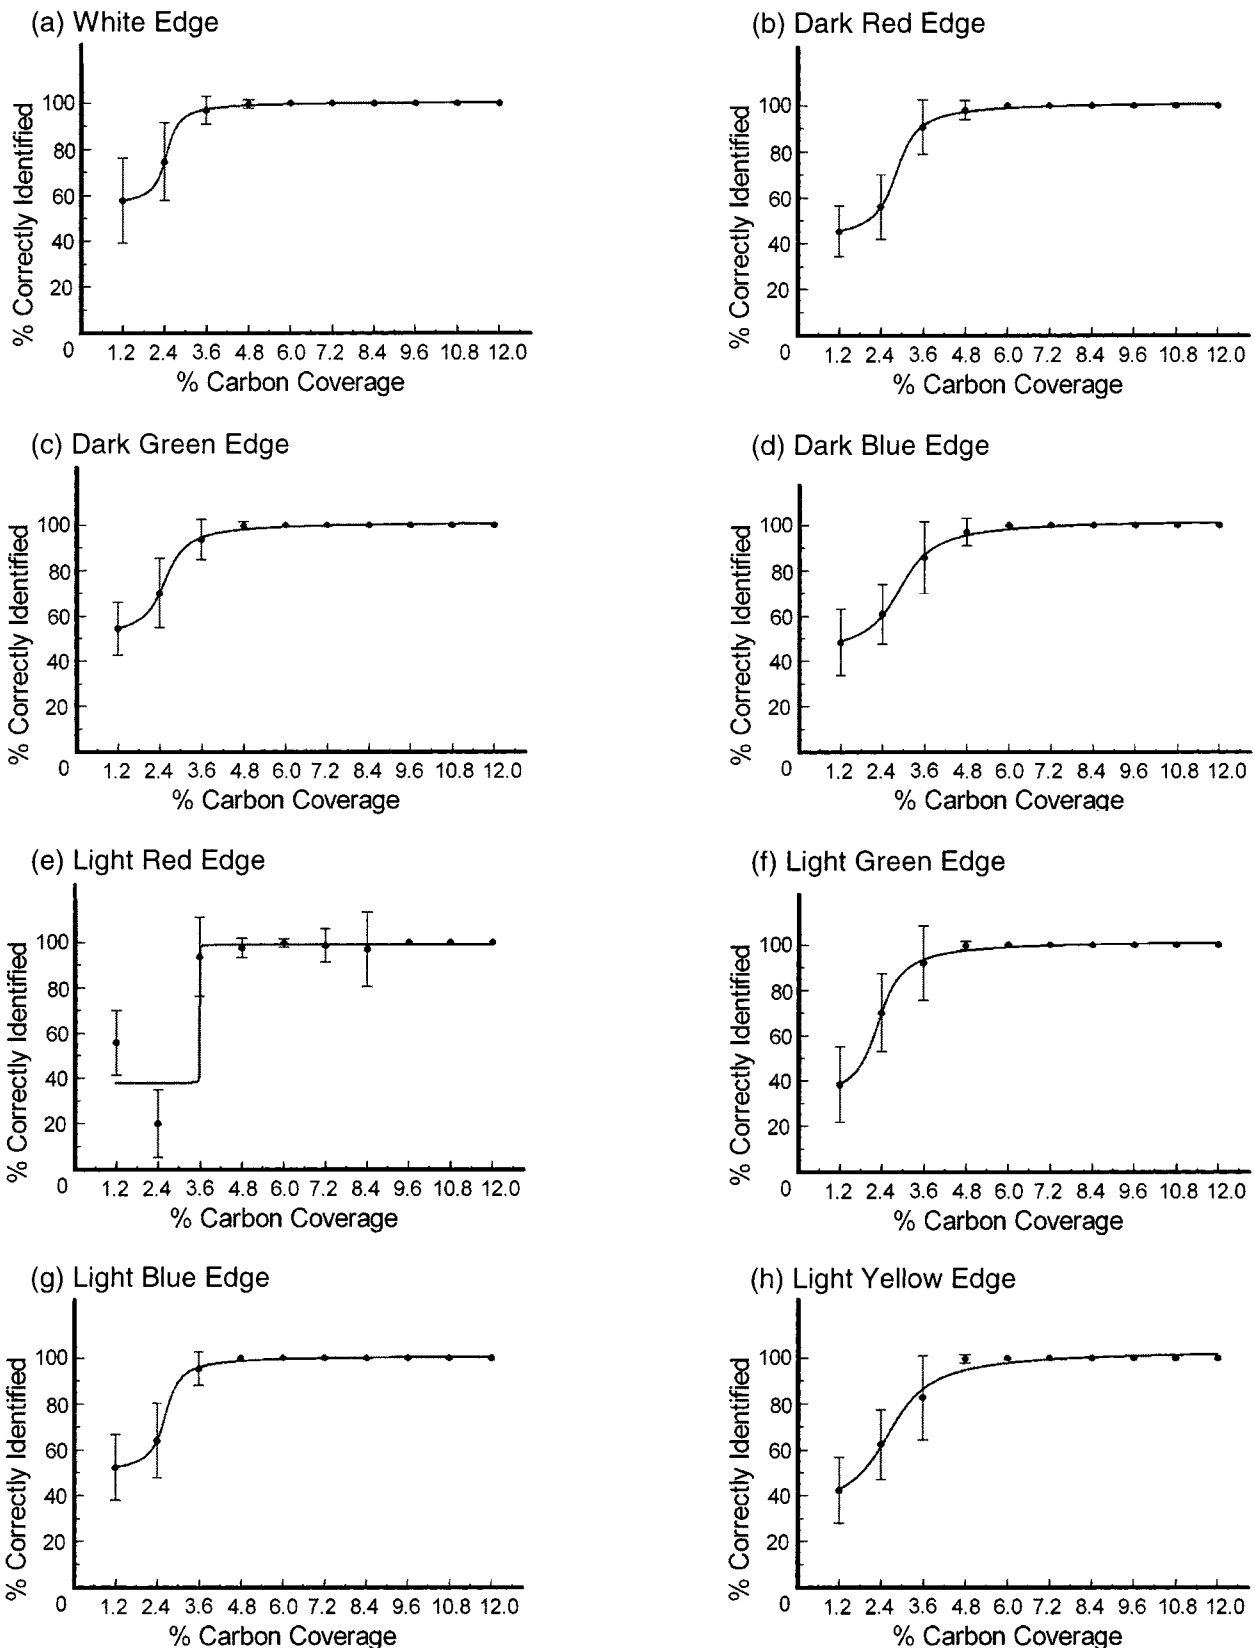 (a) White Edge
% Correctly Identified
100
80
60
40
20
0
1.2 2.4 3.6 4.8 6.0 7.2 8.4 9.6 10.8 12.0
% Carbon Coverage
(b) Dark Red Edge
% Correctly Identified
100
80
60
40
20
0
1.2 2.4 3.6 4.8 6.0 7.2 8.4 9.6 10.8 12.0
% Carbon Coverage
(c) Dark Green Edge
% Correctly Identified
100
80
60
40
20
0
1.2 2.4 3.6 4.8 6.0 7.2 8.4 9.6 10.8 12.0
% Carbon Coverage
(d) Dark Blue Edge
% Correctly Identified
100
80
60
40
20
0
1.2 2.4 3.6 4.8 6.0 7.2 8.4 9.6 10.8 12.0
% Carbon Coverage
(e) Light Red Edge
% Correctly Identified
100
80
60
40
20
0
1.2 2.4 3.6 4.8 6.0 7.2 8.4 9.6 10.8 12.0
% Carbon Coverage
(f) Light Green Edge
% Correctly Identified
100
80
60
40
20
0
1.2 2.4 3.6 4.8 6.0 7.2 8.4 9.6 10.8 12.0
% Carbon Coverage
(g) Light Blue Edge
% Correctly Identified
100
80
60
40
20
0
1.2 2.4 3.6 4.8 6.0 7.2 8.4 9.6 10.8 12.0
% Carbon Coverage
(h) Light Yellow Edge
% Correctly Identified
100
80
60
40
20
0
1.2 2.4 3.6 4.8 6.0 7.2 8.4 9.6 10.8 12.0
% Carbon Coverage